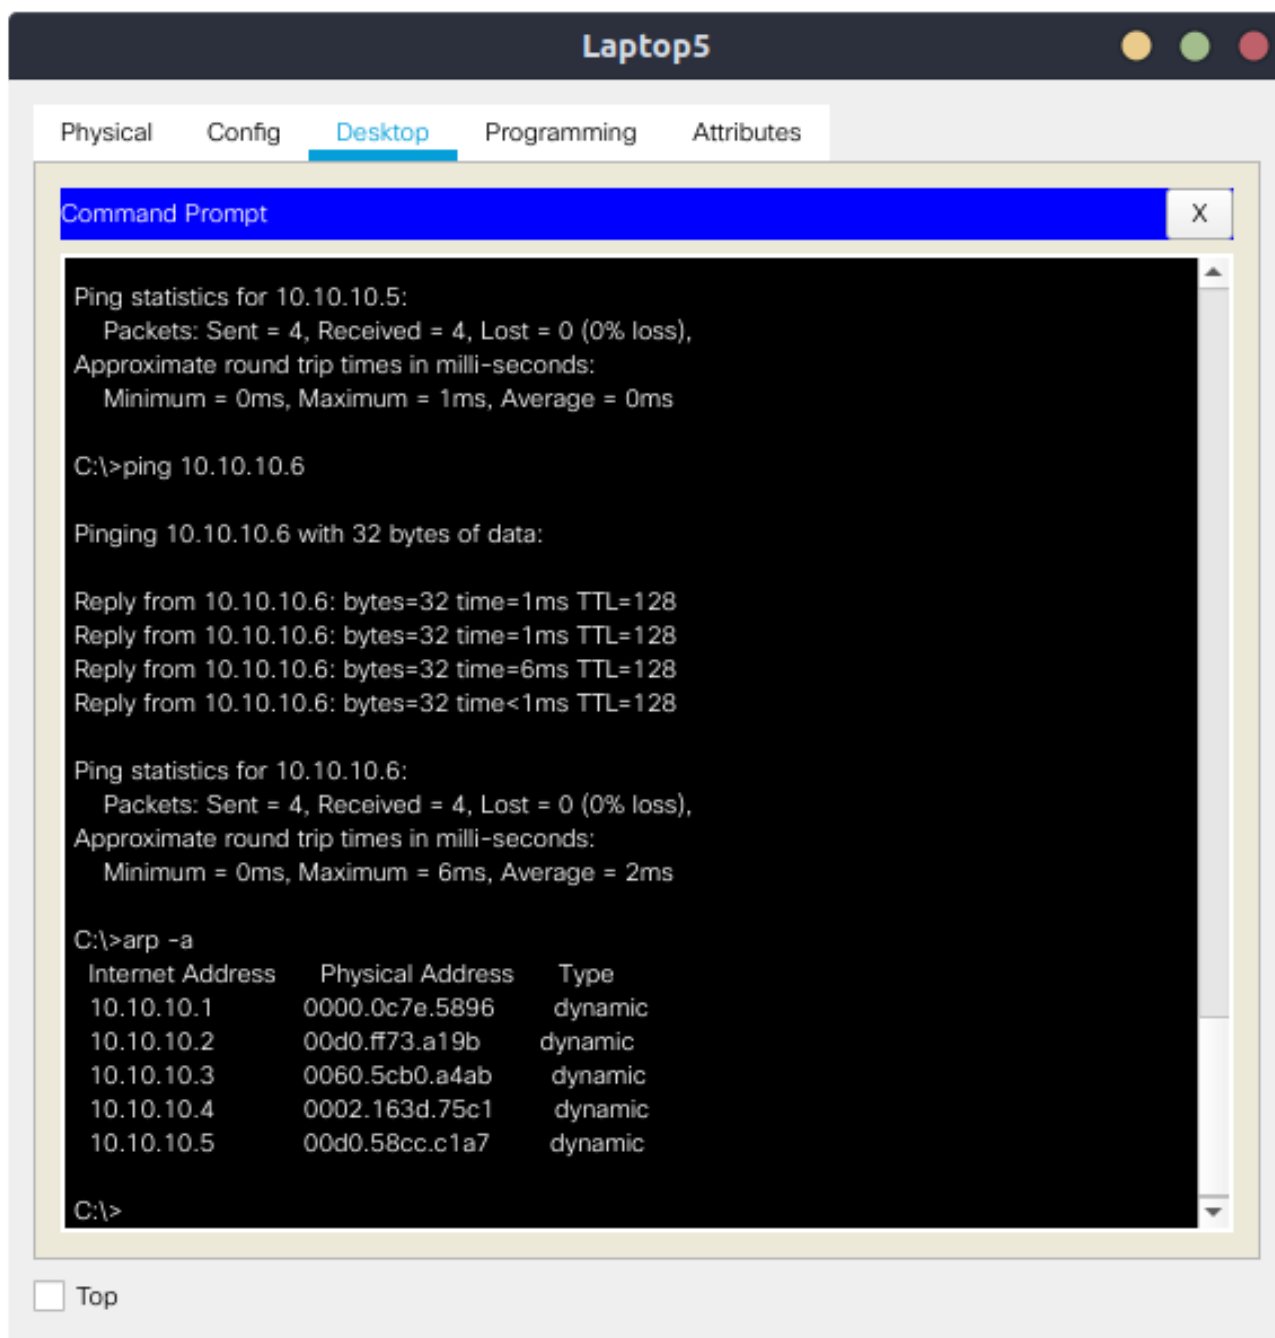 Laptop5
Physical Config Desktop Programming Attributes
Command Prompt X
Ping statistics for 10.10.10.5:
Packets: Sent = 4, Received = 4, Lost = 0 (0% loss),
Approximate round trip times in milli-seconds:
Minimum = 0ms, Maximum = 1ms, Average = 0ms
C:\>ping 10.10.10.6
Pinging 10.10.10.6 with 32 bytes of data:
Reply from 10.10.10.6: bytes=32 time=1ms TTL=128
Reply from 10.10.10.6: bytes=32 time=1ms TTL=128
Reply from 10.10.10.6: bytes=32 time=6ms TTL=128
Reply from 10.10.10.6: bytes=32 time<1ms TTL=128
Ping statistics for 10.10.10.6:
Packets: Sent = 4, Received = 4, Lost = 0 (0% loss),
Approximate round trip times in milli-seconds:
Minimum = 0ms, Maximum = 6ms, Average = 2ms
C:\>arp -a
Internet Address Physical Address Type
10.10.10.1 0000.0c7e.5896 dynamic
10.10.10.2 00d0.ff73.a19b dynamic
10.10.10.3 0060.5cb0.a4ab dynamic
10.10.10.4 0002.163d.75c1 dynamic
10.10.10.5 00d0.58cc.c1a7 dynamic
C:\>
Top